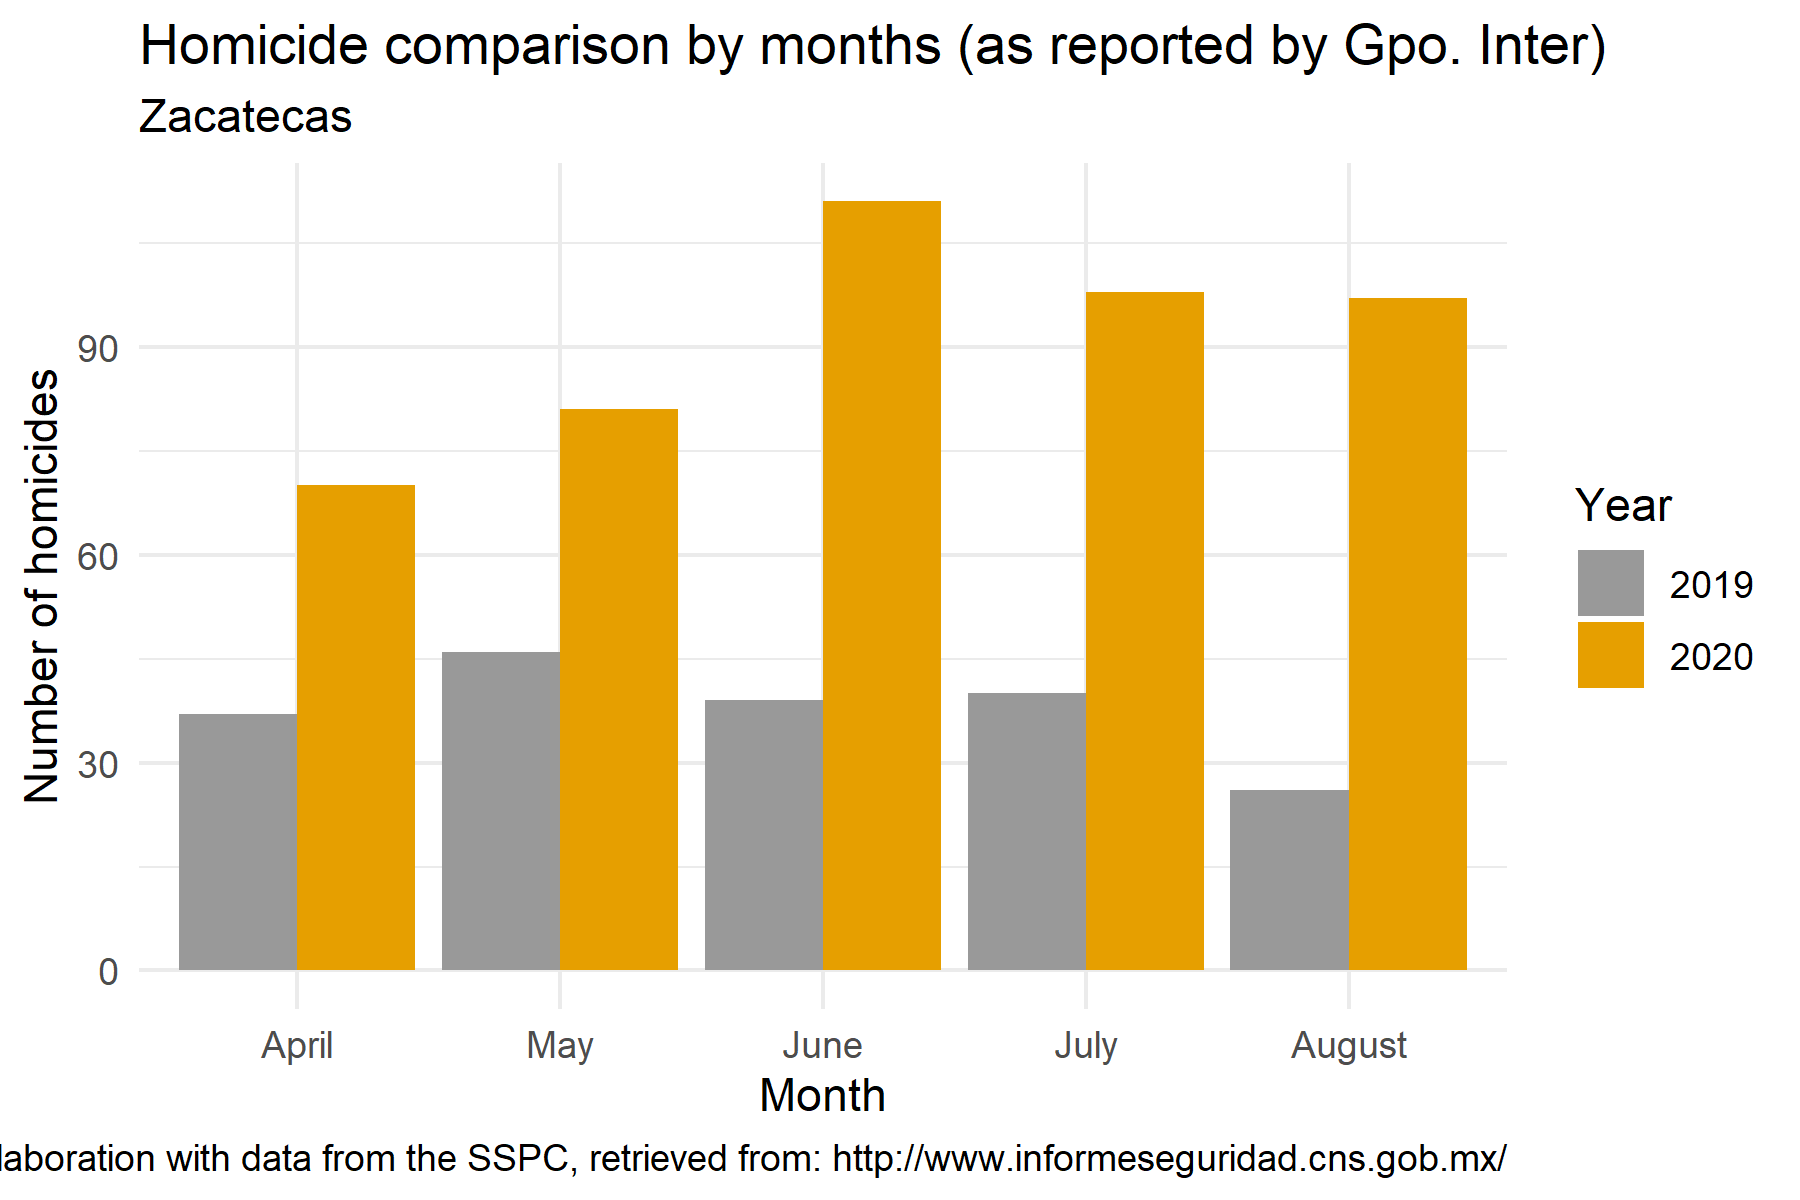 Homicide comparison by months (as reported by Gpo. Inter)
Zacatecas
Number of homicides
90
60
30
0
April May June July August
Month
Year
2019
2020
with data from the SSPC, retrieved from: http://www.informeseguridad.cns.gob.mx/